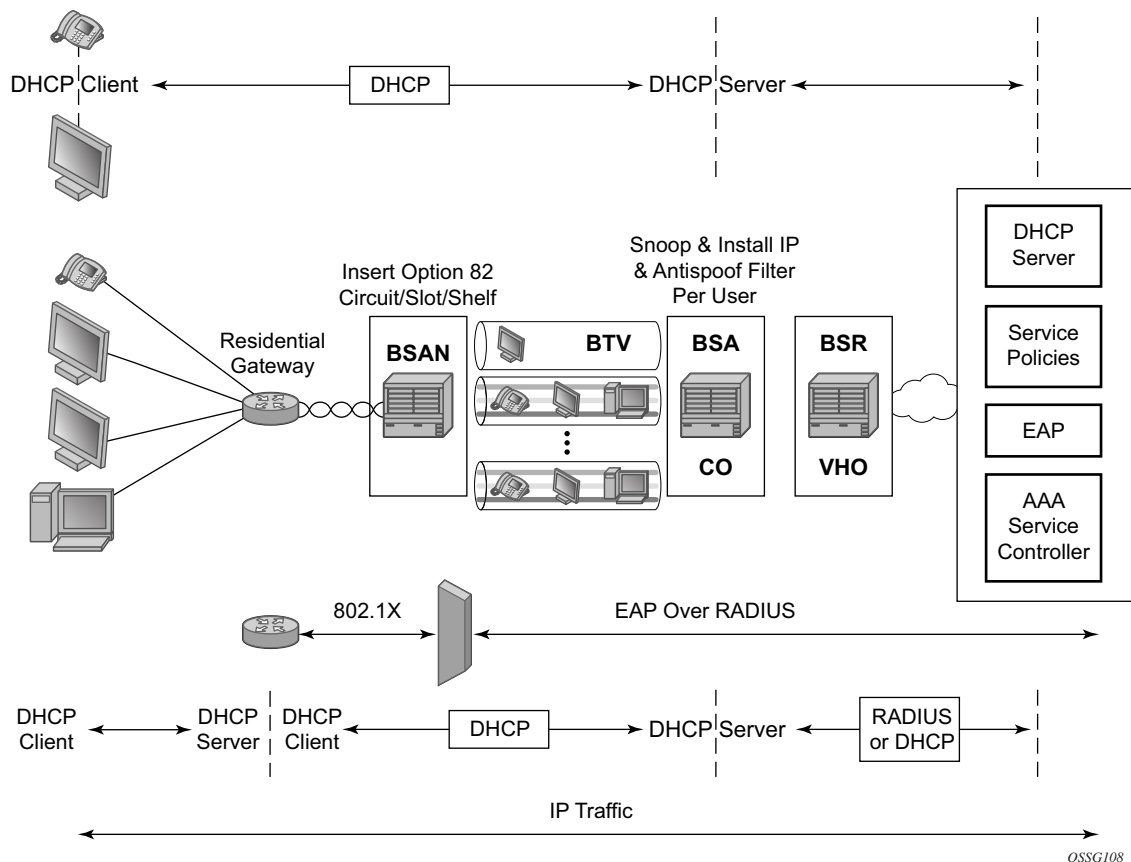 DHCP Client
DHCP
DHCP Server
Snoop & Install IP
& Antispoof Filter
Per User
Insert Option 82
Circuit/Slot/Shelf
Residential
Gateway
BSAN
BTV
BSA
CO
BSR
VHO
DHCP
Server
Service
Policies
EAP
AAA
Service
Controller
802.1X
EAP Over RADIUS
DHCP
Client
DHCP
Server
DHCP
Client
DHCP
DHCP Server
RADIUS
or DHCP
IP Traffic
OSSG108